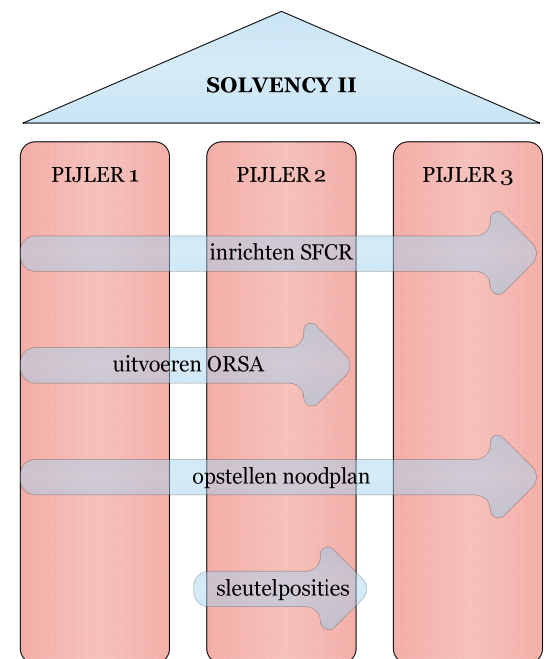 SOLVENCY II
PIJLER 1
PIJLER 2
PIJLER 3
inrichten SFCR
uitvoeren ORSA
opstellen noodplan
sleutelposities